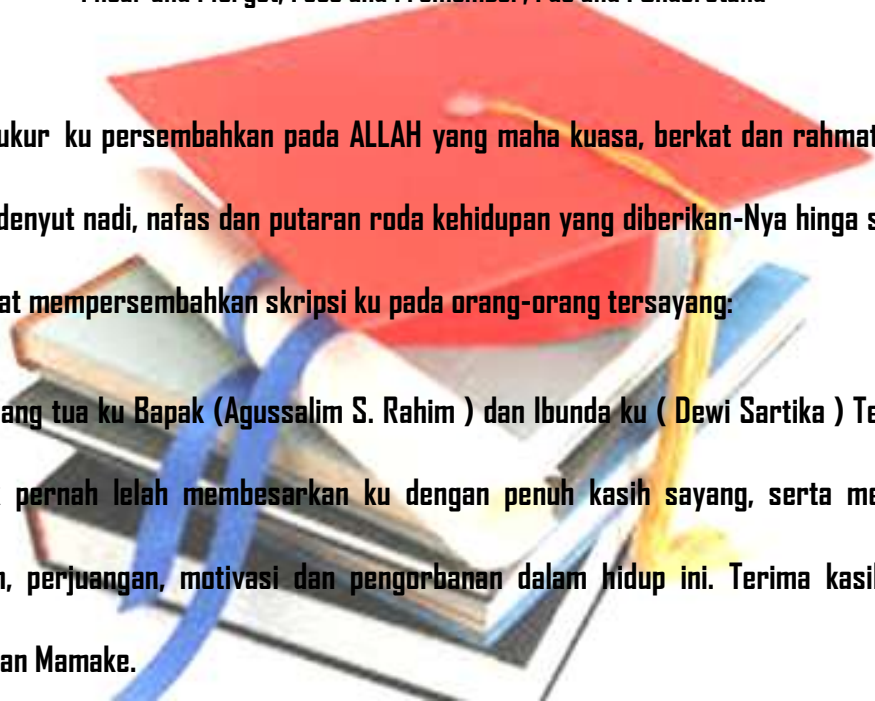 ukur ku persembahkan pada ALLAH yang maha kuasa, berkat dan rahmat
denyut nadi, nafas dan putaran roda kehidupan yang diberikan-Nya hingga s
at mempersembahkan skripsi ku pada orang-orang tersayang:
ang tua ku Bapak (Agussalim S. Rahim ) dan Ibunda ku ( Dewi Sartika ) Te
pernah lelah membesarkan ku dengan penuh kasih sayang, serta me
, perjuangan, motivasi dan pengorbanan dalam hidup ini. Terima kasi
an Mamake.